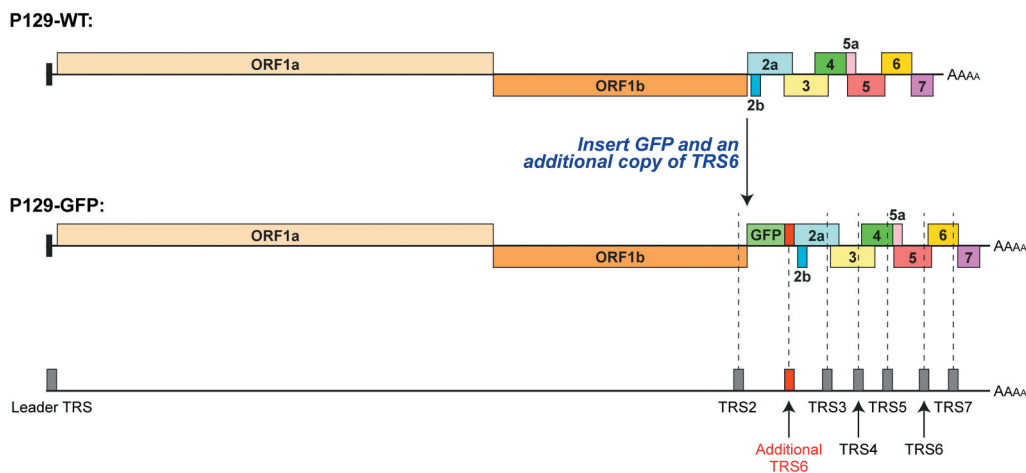 P129-WT:
5a
ORF1a
2a
4
6
AAAA
ORF1b
3
5
7
2b
Insert GFP and an
additional copy of TRS6
P129-GFP:
5a
ORF1a
GFP
2a
4
6
AAAA
ORF1b
3
5
7
2b
AAAA
Leader TRS
TRS2
TRS3
TRS5
TRS7
Additional
TRS6
TRS4
TRS6